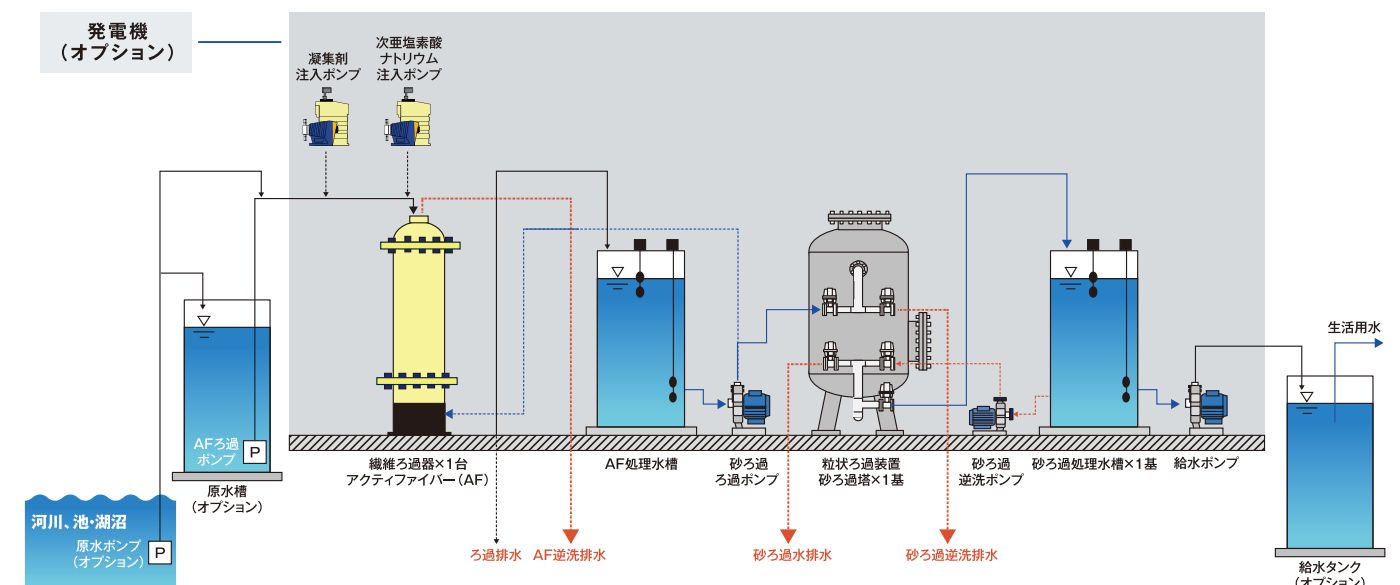 発電機
(オプション)
凝集剤
注入ポンプ
次亜塩素酸
ナトリウム
注入ポンプ
生活用水
AFろ過
ポンプ
P
原水槽
(オプション)
河川、池・湖沼
原水ポンプ
(オプション)
P
繊維ろ過器×1台
アクティファイバー(AF)
AF処理水槽
砂ろ過
ろ過ポンプ
粒状ろ過装置
砂ろ過塔×1基
砂ろ過
逆洗ポンプ
砂ろ過処理水槽×1基
給水ポンプ
ろ過排水
AF逆洗排水
砂ろ過水排水
砂ろ過逆洗排水
給水タンク
(オプション)